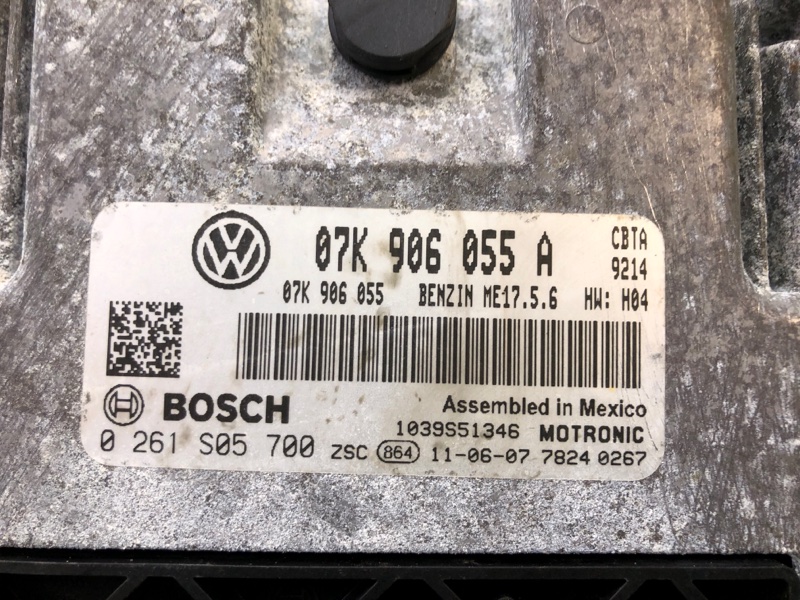 07K 906 055 A
CBTA
9214
07K 906 055 BENZIN ME17.5.6 HW: H04
BOSCH
Assembled in Mexico
1039S51346 MOTRONIC
0 261 S05 700 ZSC 864 11-06-07 7824 0267